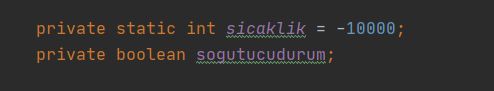 private static int sicaklik = -10000;
private boolean sogutucudurum;